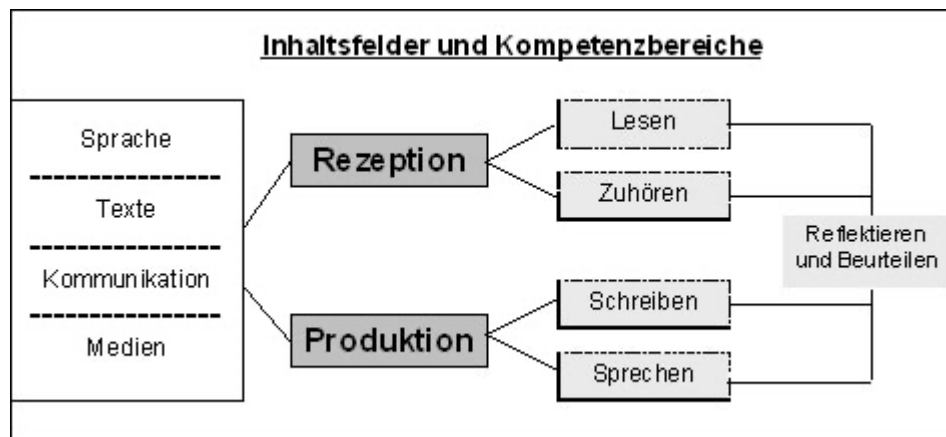 Inhaltsfelder und Kompetenzbereiche
Sprache
Texte
Kommunikation
Medien
Rezeption
Produktion
Lesen
Zuhören
Schreiben
Sprechen
Reflektieren
und Beurteilen